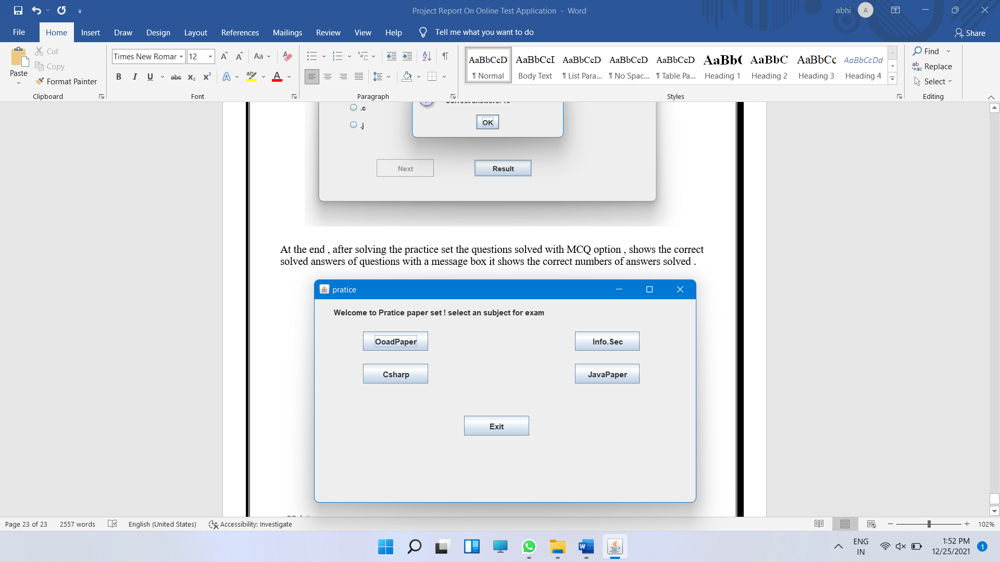 Project Report On Online Test Application - Word
abhi
A
File
Home
Insert
Draw
Design
Layout
References
Mailings
Review
View
Help
Tell me what you want to do
Share
Paste
Cut
Copy
Format Painter
Clipboard
Times New Romar
12
Font
Paragraph
AaBbCcD
¶ Normal
AaBbCcI
Body Text
AaBbCcD
¶ List Para...
AaBbCcD
¶ No Spac...
AaBbCcD
¶ Table Pa...
AaBb(
Heading 1
AaBbC
Heading 2
AaBbCc
Heading 3
AaBbCcDd
Heading 4
Styles
Find
Replace
Select
Editing
.c
.j
OK
Next
Result
At the end , after solving the practice set the questions solved with MCQ option , shows the correct
solved answers of questions with a message box it shows the correct numbers of answers solved .
pratice
Welcome to Pratice paper set ! select an subject for exam
OoadPaper
Info.Sec
Csharp
JavaPaper
Exit
Page 23 of 23
2557 words
English (United States)
Accessibility: Investigate
102%
ENG
IN
1:52 PM
12/25/2021
1